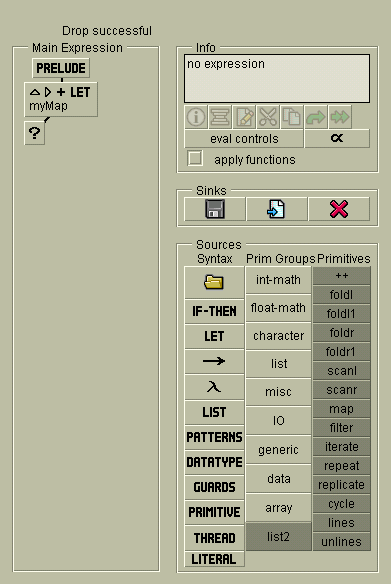 Drop successful
Main Expression
PRELUDE
+ LET
myMap
?
Info
no expression
eval controls
α
apply functions
Sinks
Sources
Syntax
IF-THEN
LET
→
λ
LIST
PATTERNS
DATATYPE
GUARDS
PRIMITIVE
THREAD
LITERAL
Prim Groups
int-math
float-math
character
list
misc
IO
generic
data
array
list2
Primitives
++
foldl
foldl1
foldr
foldr1
scanl
scanr
map
filter
iterate
repeat
replicate
cycle
lines
unlines